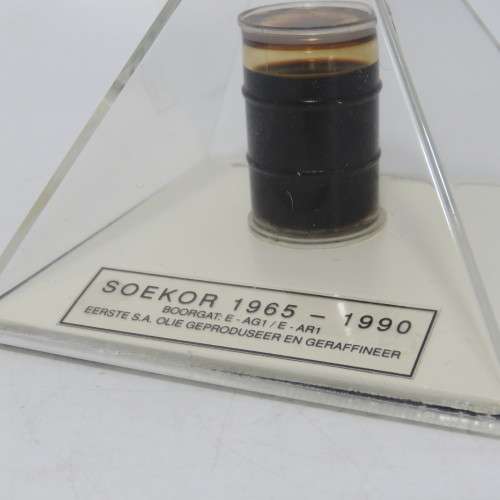 SOEKOR 1965 – 1990
BOORGAT: E - AG1 / E - AR1
EERSTE S.A. OLIE GEPRODUSEER EN GERAFFINEER